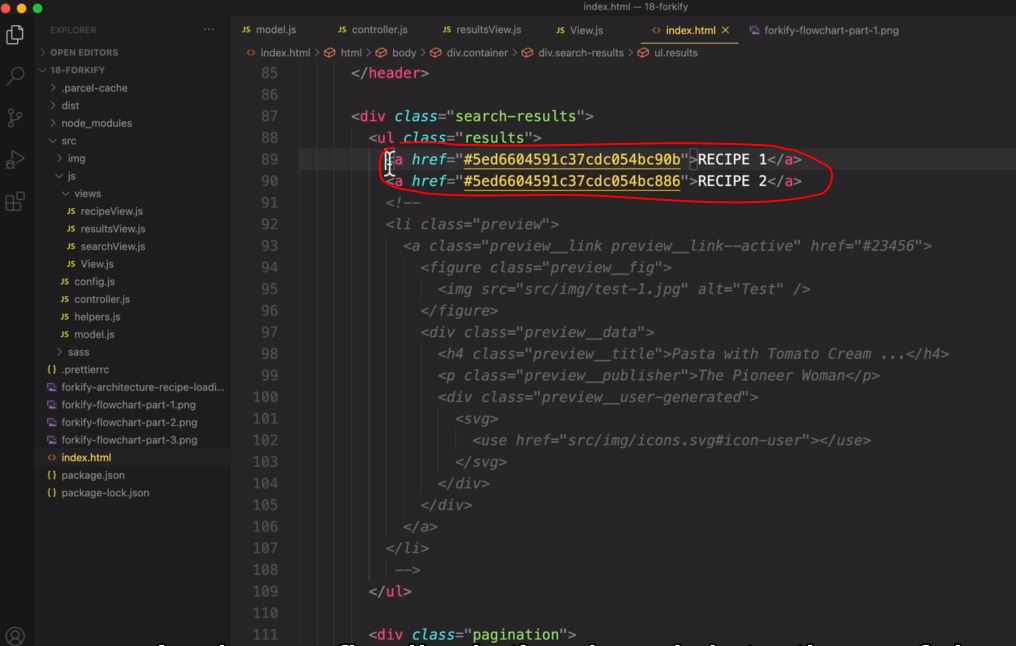 index.html — 18-forkify
EXPLORER
JS model.js
JS controller.js
JS resultsView.js
JS View.js
<> index.html ×
forkify-flowchart-part-1.png
OPEN EDITORS
<> index.html > html > body > div.container > div.search-results > ul.results
18-FORKIFY
.parcel-cache
dist
node_modules
src
img
js
views
JS recipeView.js
JS resultsView.js
JS searchView.js
JS View.js
JS config.js
JS controller.js
JS helpers.js
JS model.js
sass
{} .prettierrc
forkify-architecture-recipe-loadi...
forkify-flowchart-part-1.png
forkify-flowchart-part-2.png
forkify-flowchart-part-3.png
<> index.html
{} package.json
{} package-lock.json
85 </header>
86
87 <div class="search-results">
88 <ul class="results">
89 <a href="#5ed6604591c37cdc054bc90b">RECIPE 1</a>
90 <a href="#5ed6604591c37cdc054bc886">RECIPE 2</a>
91 <!--
92 <li class="preview">
93 <a class="preview__link preview__link--active" href="#23456">
94 <figure class="preview__fig">
95 <img src="src/img/test-1.jpg" alt="Test" />
96 </figure>
97 <div class="preview__data">
98 <h4 class="preview__title">Pasta with Tomato Cream ...</h4>
99 <p class="preview__publisher">The Pioneer Woman</p>
100 <div class="preview__user-generated">
101 <svg>
102 <use href="src/img/icons.svg#icon-user"></use>
103 </svg>
104 </div>
105 </div>
106 </a>
107 </li>
108 -->
109 </ul>
110
111 <div class="pagination">